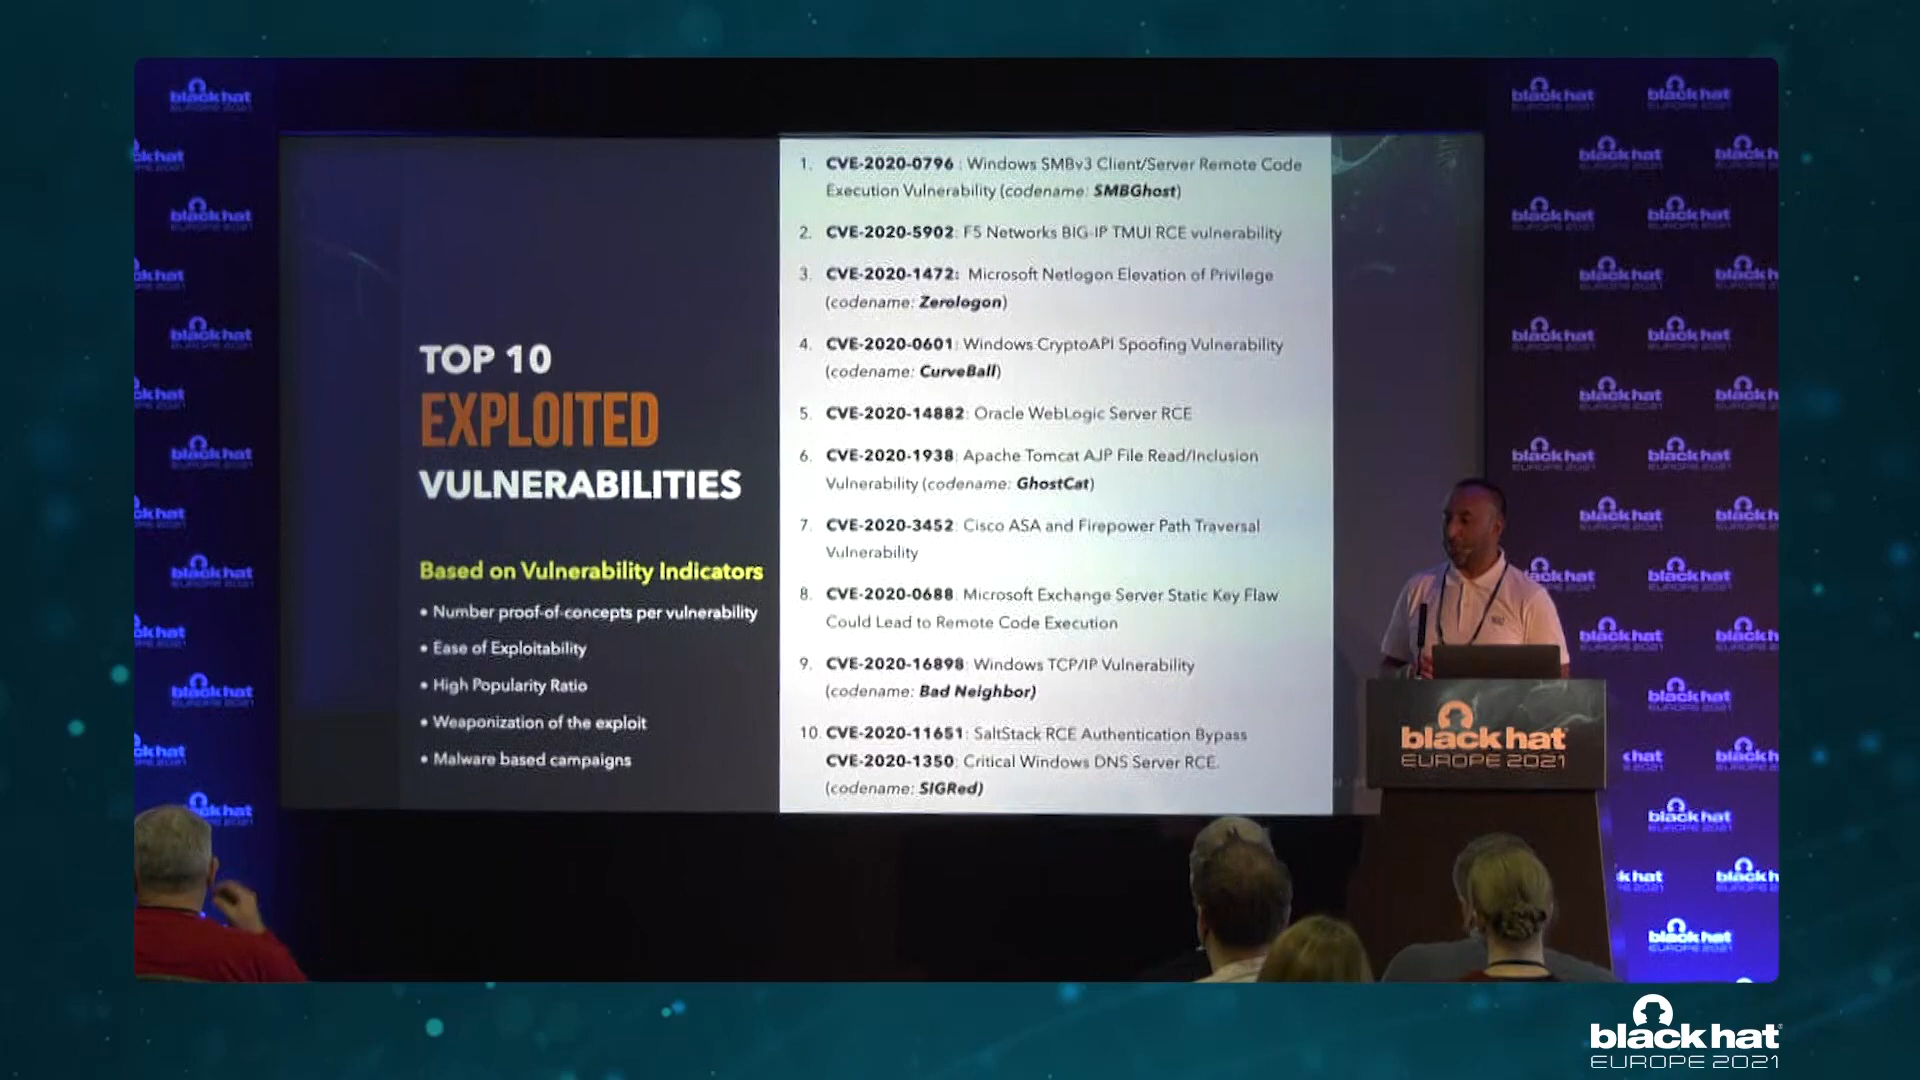 TOP 10
EXPLOITED
VULNERABILITIES
Based on Vulnerability Indicators
• Number proof-of-concepts per vulnerability
• Ease of Exploitability
• High Popularity Ratio
• Weaponization of the exploit
• Malware based campaigns
1. CVE-2020-0796 : Windows SMBv3 Client/Server Remote Code
Execution Vulnerability (codename: SMBGhost)
2. CVE-2020-5902: F5 Networks BIG-IP TMUI RCE vulnerability
3. CVE-2020-1472: Microsoft Netlogon Elevation of Privilege
(codename: Zerologon)
4. CVE-2020-0601: Windows CryptoAPI Spoofing Vulnerability
(codename: CurveBall)
5. CVE-2020-14882: Oracle WebLogic Server RCE
6. CVE-2020-1938: Apache Tomcat AJP File Read/Inclusion
Vulnerability (codename: GhostCat)
7. CVE-2020-3452: Cisco ASA and Firepower Path Traversal
Vulnerability
8. CVE-2020-0688: Microsoft Exchange Server Static Key Flaw
Could Lead to Remote Code Execution
9. CVE-2020-16898: Windows TCP/IP Vulnerability
(codename: Bad Neighbor)
10. CVE-2020-11651: SaltStack RCE Authentication Bypass
CVE-2020-1350: Critical Windows DNS Server RCE.
(codename: SIGRed)
black hat
EUROPE 2021
black hat
EUROPE 2021